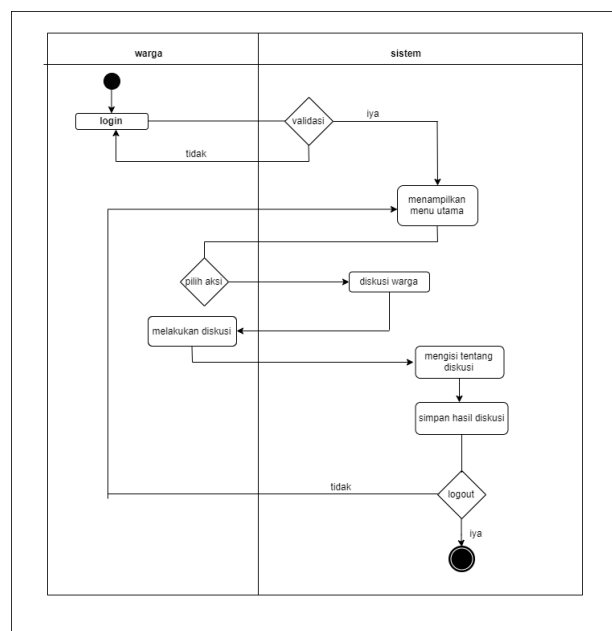 warga
sistem
login
validasi
iya
tidak
menampilkan
menu utama
pilih aksi
diskusi warga
melakukan diskusi
mengisi tentang
diskusi
simpan hasil diskusi
tidak
logout
iya